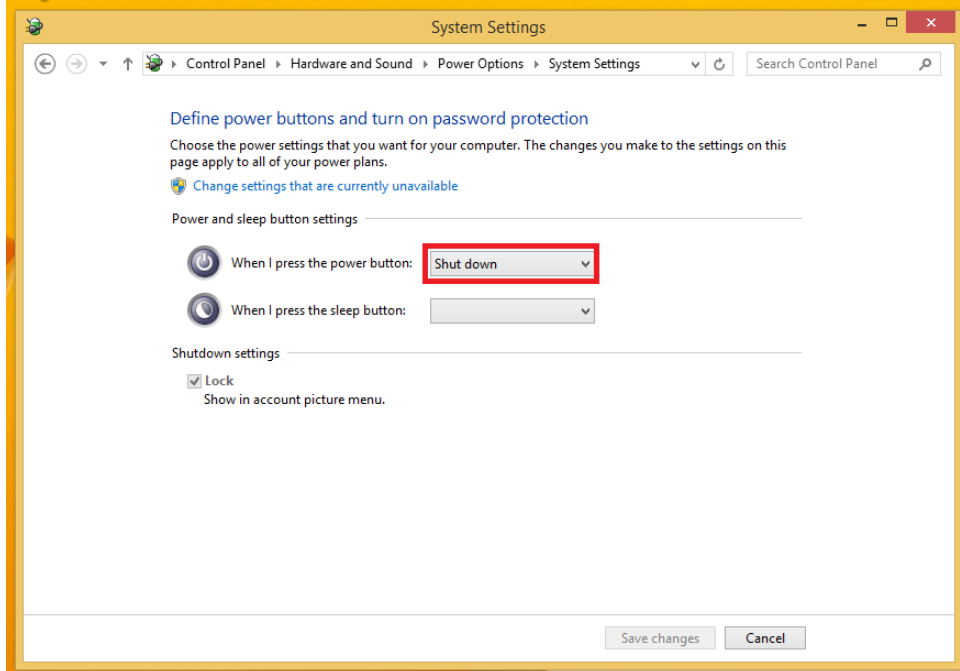 System Settings
Control Panel Hardware and Sound Power Options System Settings Search Control Panel
Define power buttons and turn on password protection
Choose the power settings that you want for your computer. The changes you make to the settings on this
page apply to all of your power plans.
Change settings that are currently unavailable
Power and sleep button settings
When I press the power button: Shut down
When I press the sleep button:
Shutdown settings
Lock
Show in account picture menu.
Save changes Cancel